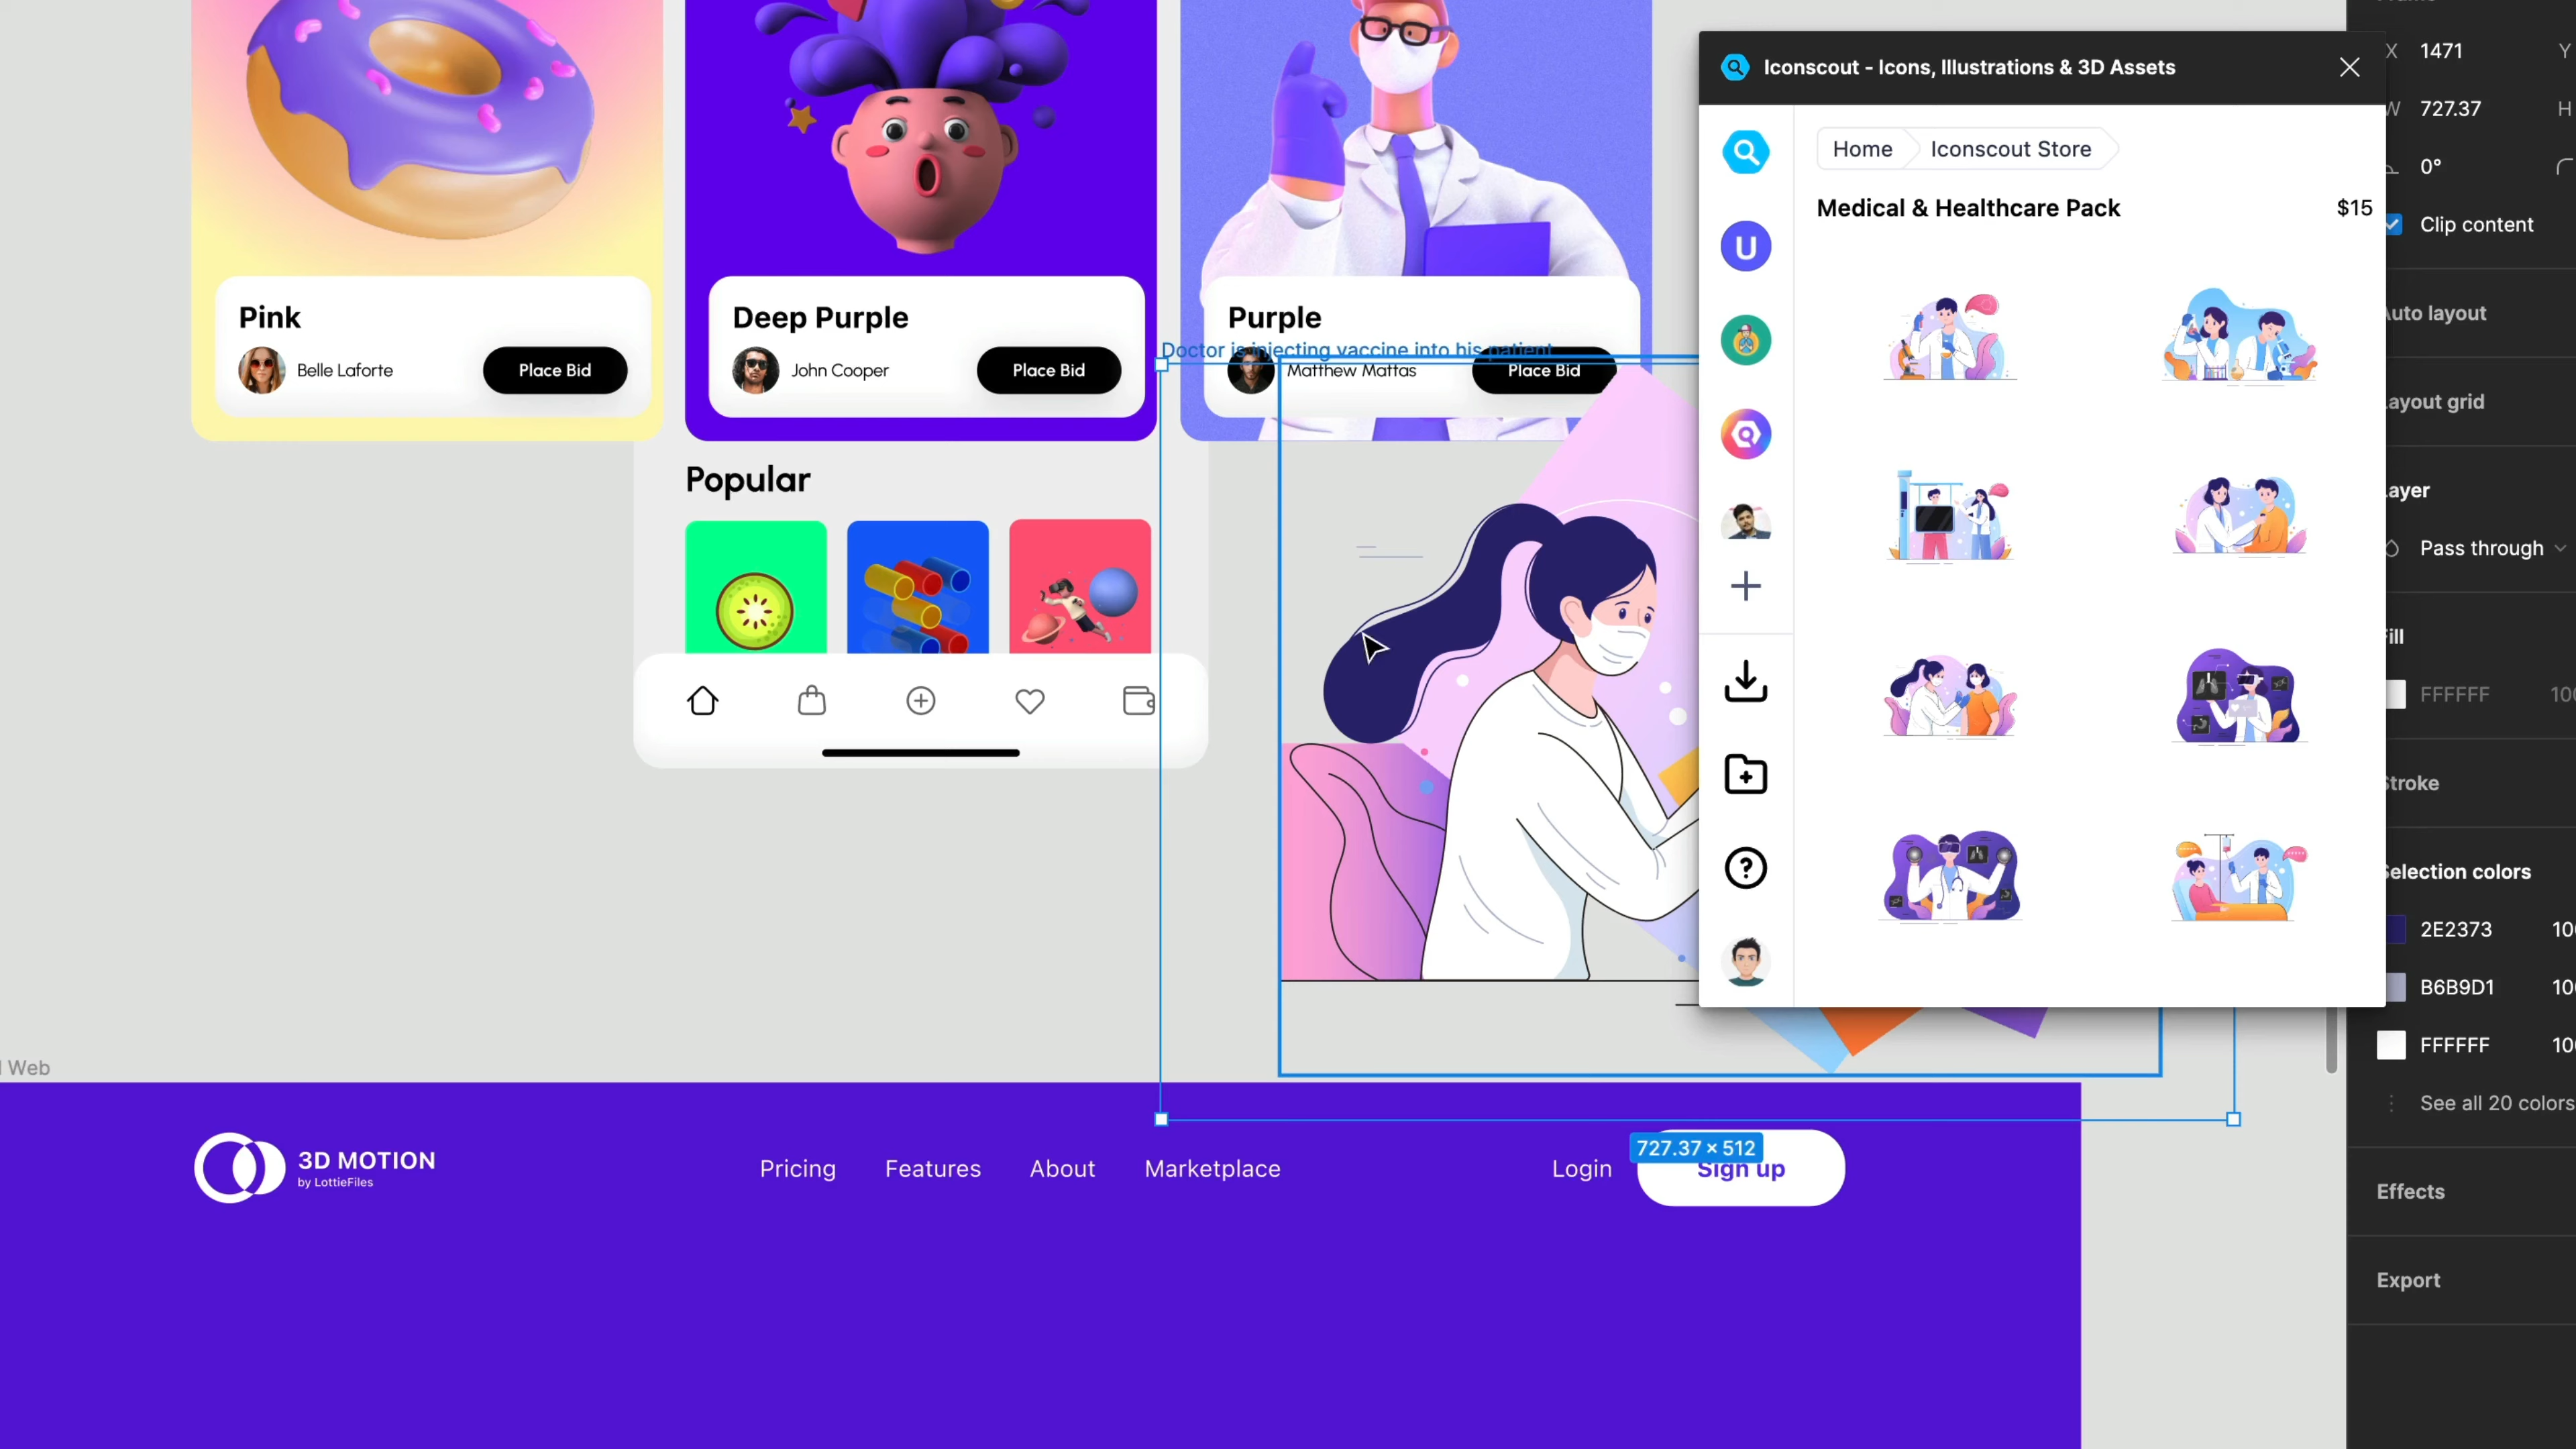 Pink
Belle Laforte
Place Bid
Deep Purple
John Cooper
Place Bid
Purple
Doctor is injecting vaccine into his patient
Matthew Mattas
Place Bid
Popular
Web
3D MOTION
by LottieFiles
Pricing
Features
About
Marketplace
Login
Sign up
727.37 × 512
Iconscout - Icons, Illustrations & 3D Assets
Home
Iconscout Store
Medical & Healthcare Pack
$15
U
X 1471 Y
W 727.37 H
0°
Clip content
Auto layout
Layout grid
Layer
Pass through
Fill
FFFFFF
Stroke
Selection colors
2E2373
B6B9D1
FFFFFF
See all 20 colors
Effects
Export